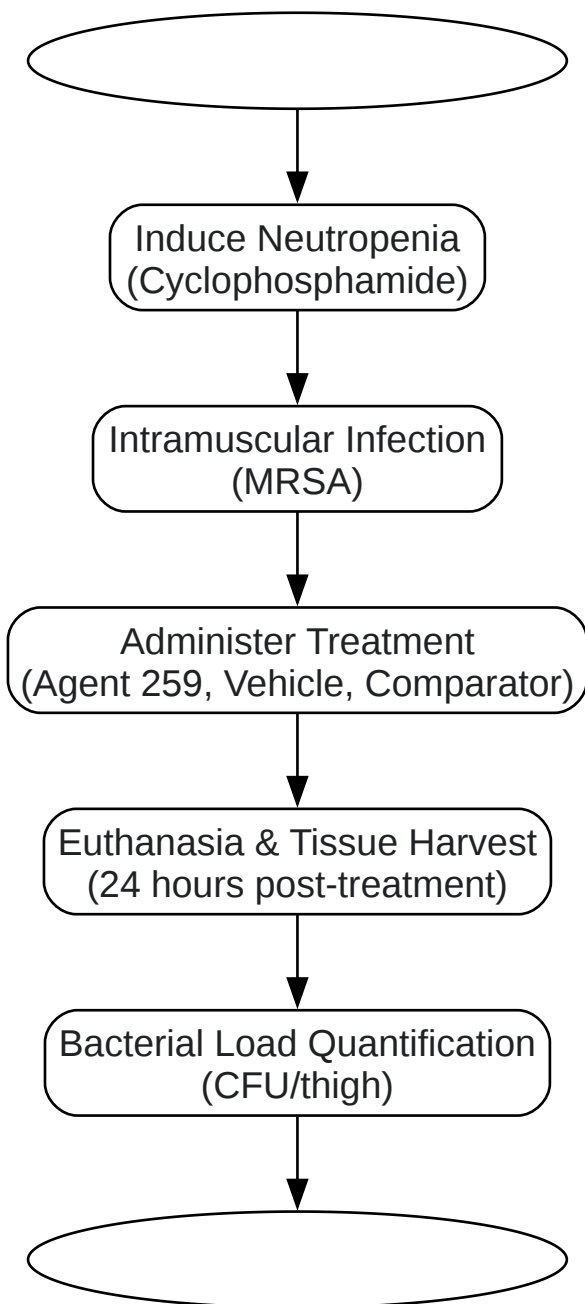 Induce Neutropenia
(Cyclophosphamide)
Intramuscular Infection
(MRSA)
Administer Treatment
(Agent 259, Vehicle, Comparator)
Euthanasia & Tissue Harvest
(24 hours post-treatment)
Bacterial Load Quantification
(CFU/thigh)